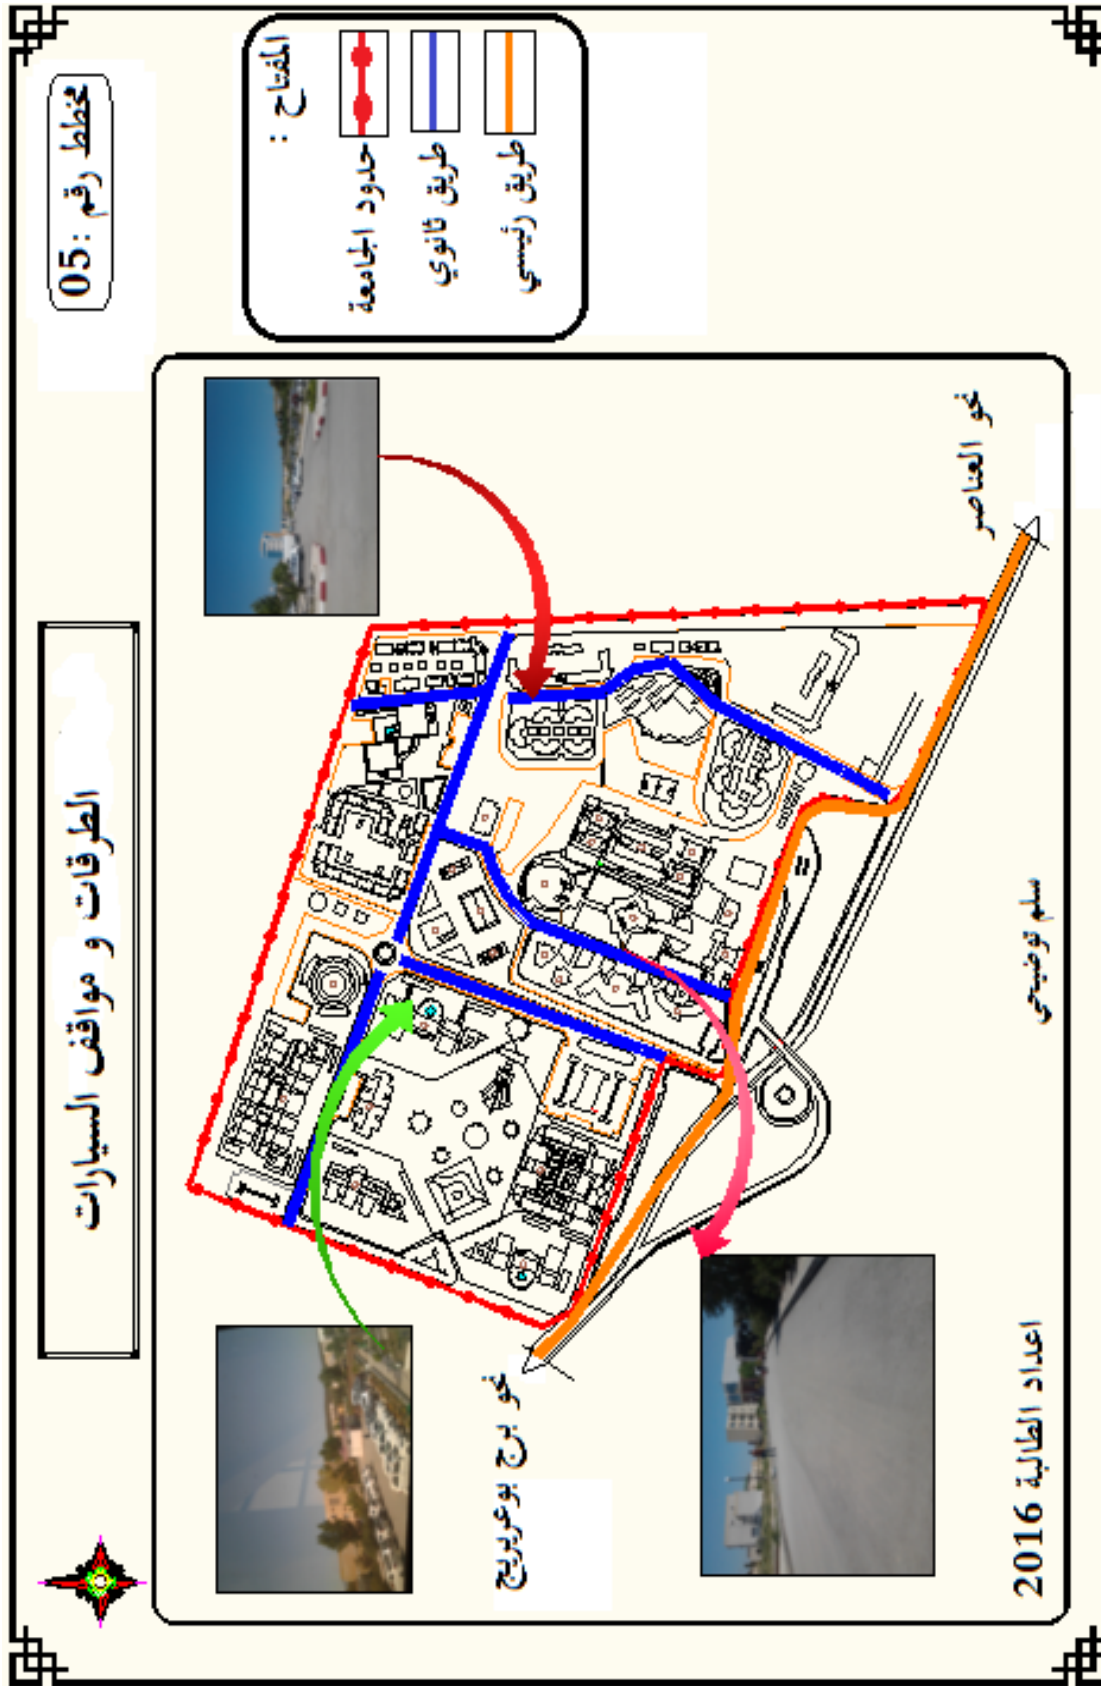 مخطط رقم :05
الطرقات و مواقف السيارات
المفتاح :
حدود الجامعة
طريق ثانوي
طريق رئيسي
نحو العناصر
نحو برج بوعريريج
سلم توضيحي
اعداد الطالبة 2016